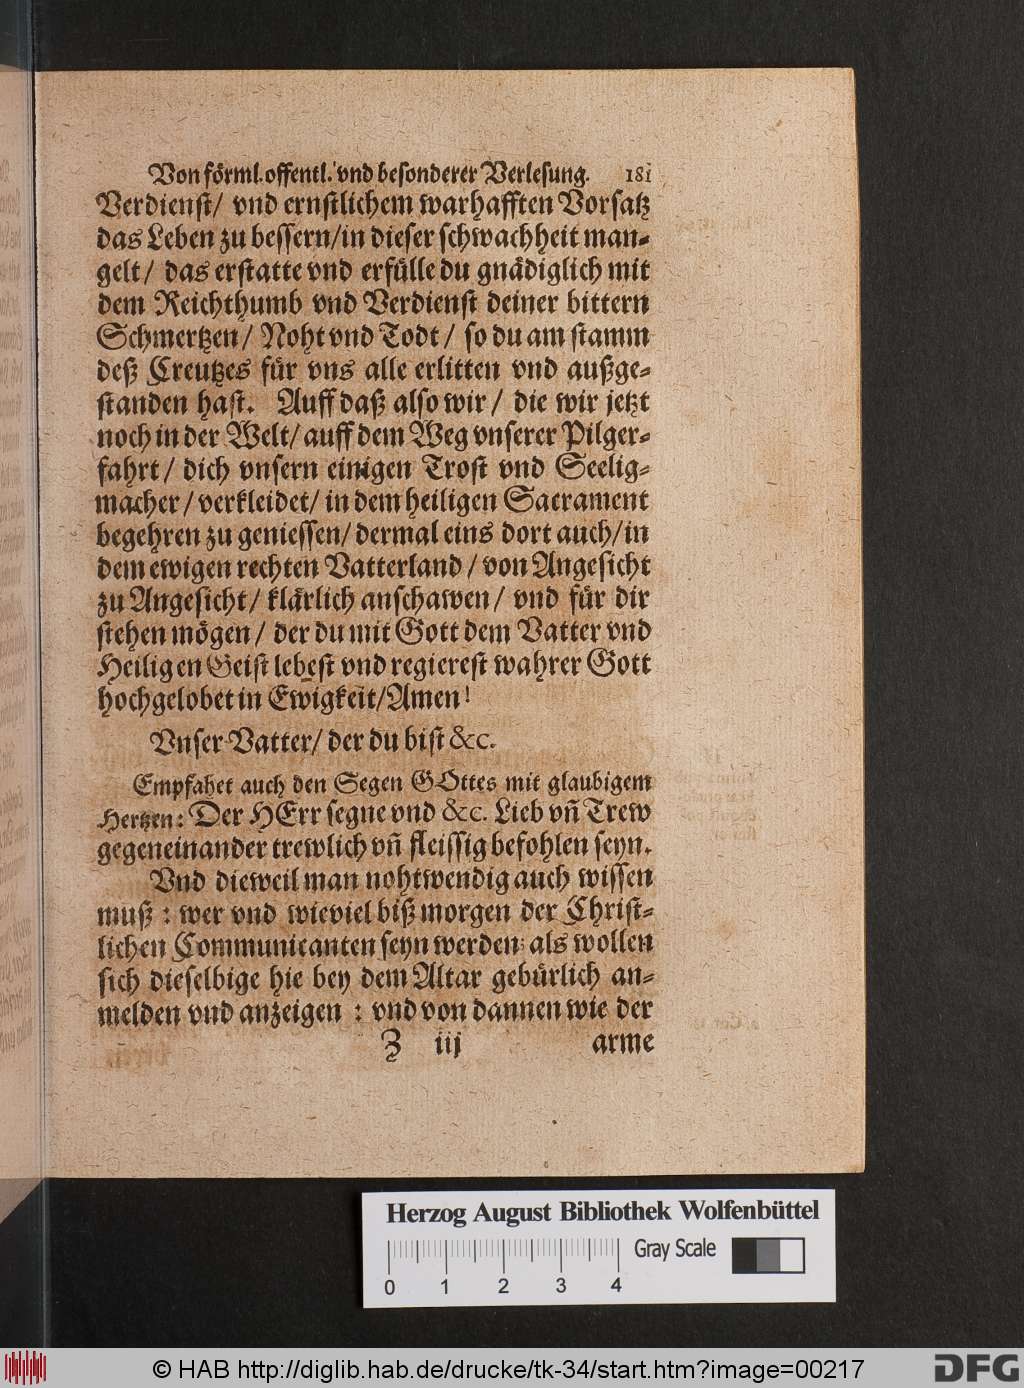 Von förml. offentl. vnd besonderer Verlesung. 181
Verdienst/ vnd ernstlichem warhafften Vorsatz
das Leben zu bessern/in dieser schwachheit man-
gelt/ das erstatte vnd erfülle du gnädiglich mit
dem Reichthumb vnd Verdienst deiner bittern
Schmertzen/ Noht vnd Todt/ so du am stamm
deß Creutzes für vns alle erlitten vnd außge-
standen hast. Auff daß also wir/ die wir jetzt
noch in der Welt/ auff dem Weg vnserer Pilger-
fahrt/ dich vnsern einigen Trost vnd Seelig-
macher/ verkleidet/ in dem heiligen Sacrament
begehren zu geniessen/ dermal eins dort auch/in
dem ewigen rechten Vatterland/ von Angesicht
zu Angesicht/ klärlich anschawen/ vnd für dir
stehen mögen/ der du mit Gott dem Vatter vnd
Heiligen Geist lebest vnd regierest wahrer Gott
hochgelobet in Ewigkeit/Amen!
Vnser Vatter/ der du bist &c.
Empfahet auch den Segen GOttes mit glaubigem
Hertzen: Der HErr segne vnd &c. Lieb vñ Trew
gegeneinander trewlich vñ fleissig befohlen seyn.
Vnd dieweil man nohtwendig auch wissen
muß: wer vnd wieviel biß morgen der Christ-
lichen Communicanten seyn werden: als wollen
sich dieselbige hie bey dem Altar gebürlich an-
melden vnd anzeigen: vnd von dannen wie der
Z iij arme
Herzog August Bibliothek Wolfenbüttel
Gray Scale
0 1 2 3 4
© HAB http://diglib.hab.de/drucke/tk-34/start.htm?image=00217
DFG